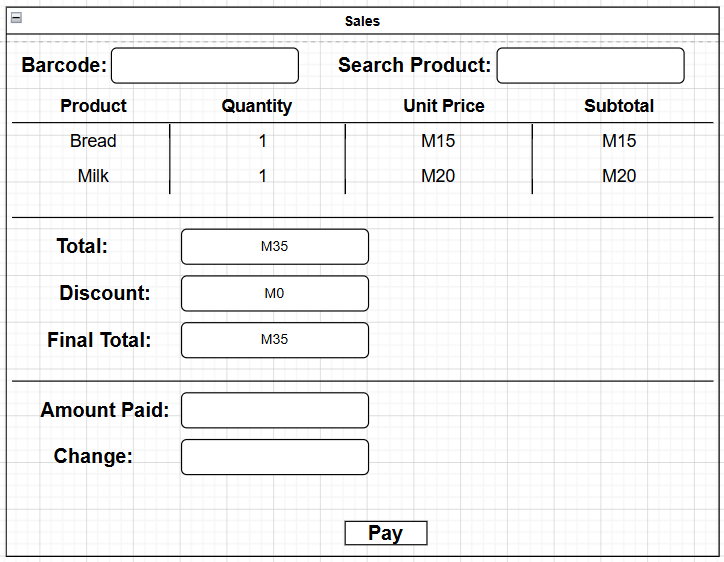 Sales
Barcode: Search Product:
Product Quantity Unit Price Subtotal
Bread 1 M15 M15
Milk 1 M20 M20
Total: M35
Discount: M0
Final Total: M35
Amount Paid:
Change:
Pay